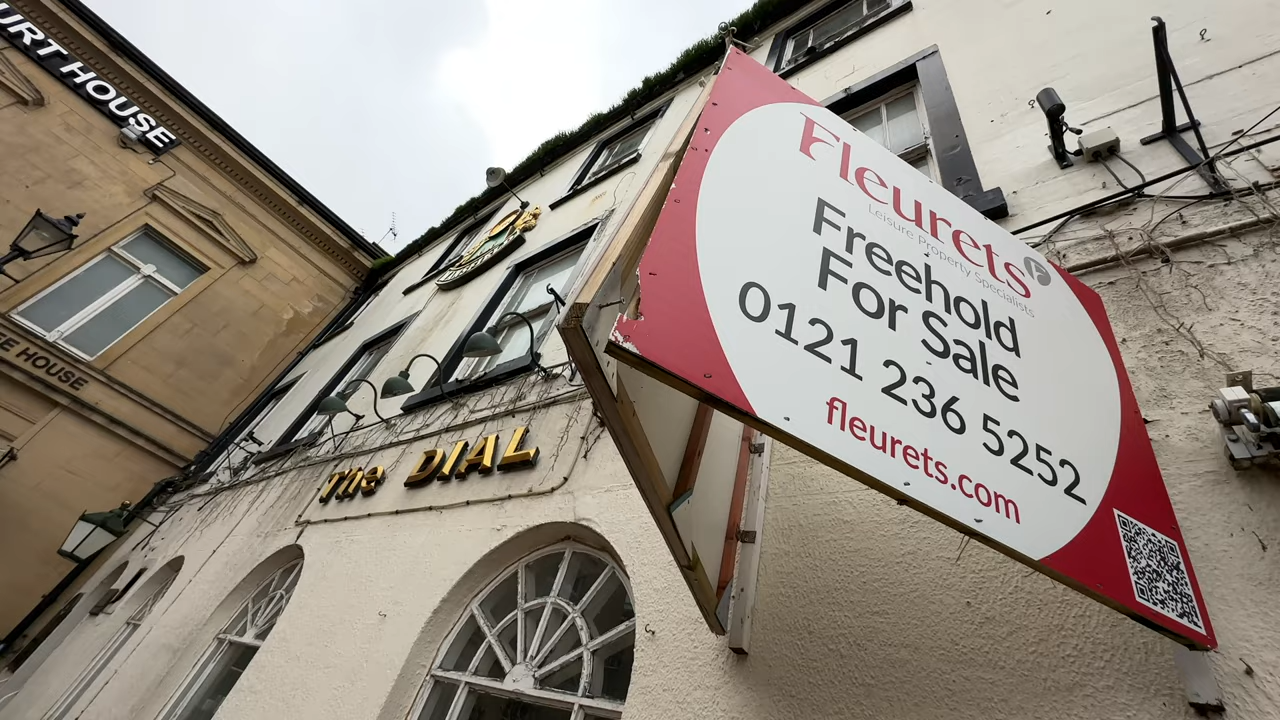 URT HOUSE
E HOUSE
The DIAL
Fleurets
Leisure Property Specialists
Freehold
For Sale
0121 236 5252
fleurets.com